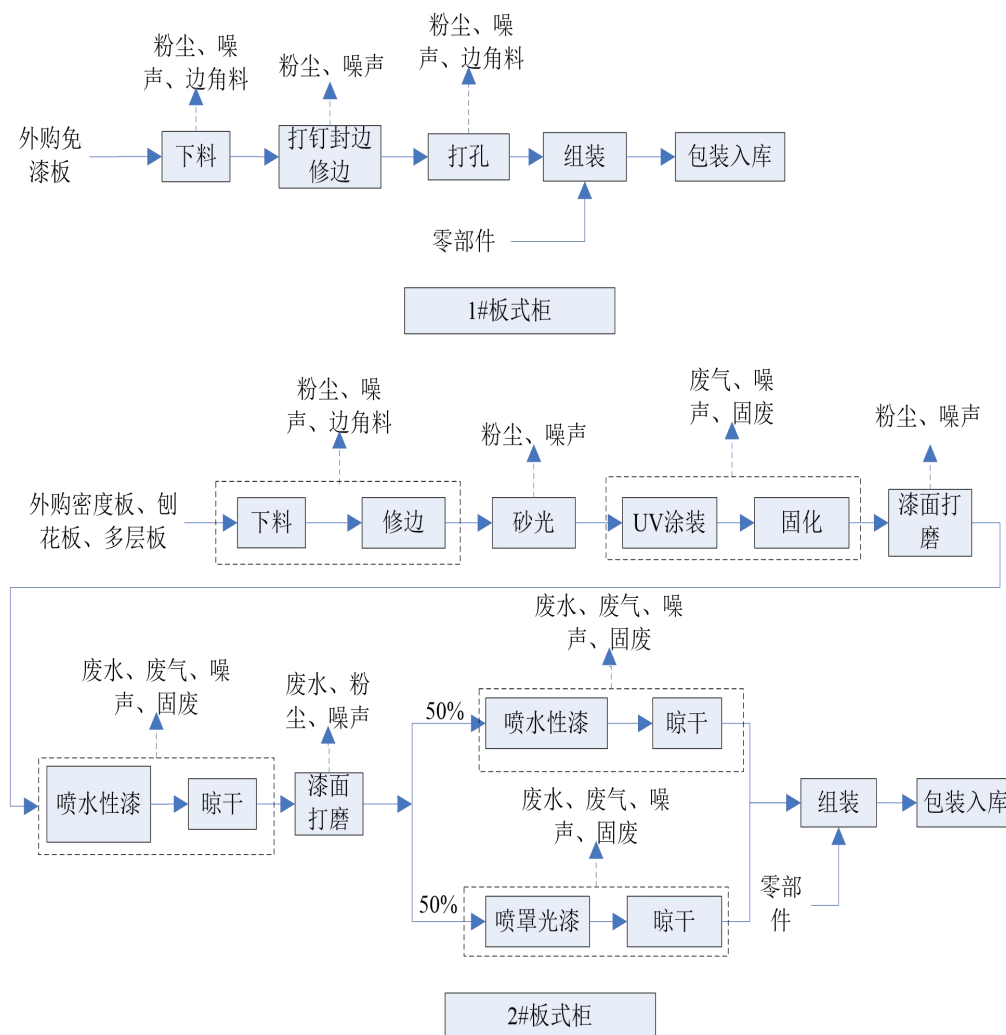 粉尘、噪
声、边角料
粉尘、噪声
粉尘、噪
声、边角料
外购免
漆板
下料
打钉封边
修边
打孔
组装
包装入库
零部件
1#板式柜
粉尘、噪
声、边角料
粉尘、噪声
废气、噪
声、固废
粉尘、噪声
外购密度板、刨
花板、多层板
下料
修边
砂光
UV涂装
固化
漆面打
磨
废水、废气、噪
声、固废
废水、粉
尘、噪声
废水、废气、噪
声、固废
50%
喷水性漆
晾干
喷水性漆
晾干
漆面
打磨
废水、废气、噪
声、固废
组装
包装入库
50%
喷罩光漆
晾干
零部
件
2#板式柜